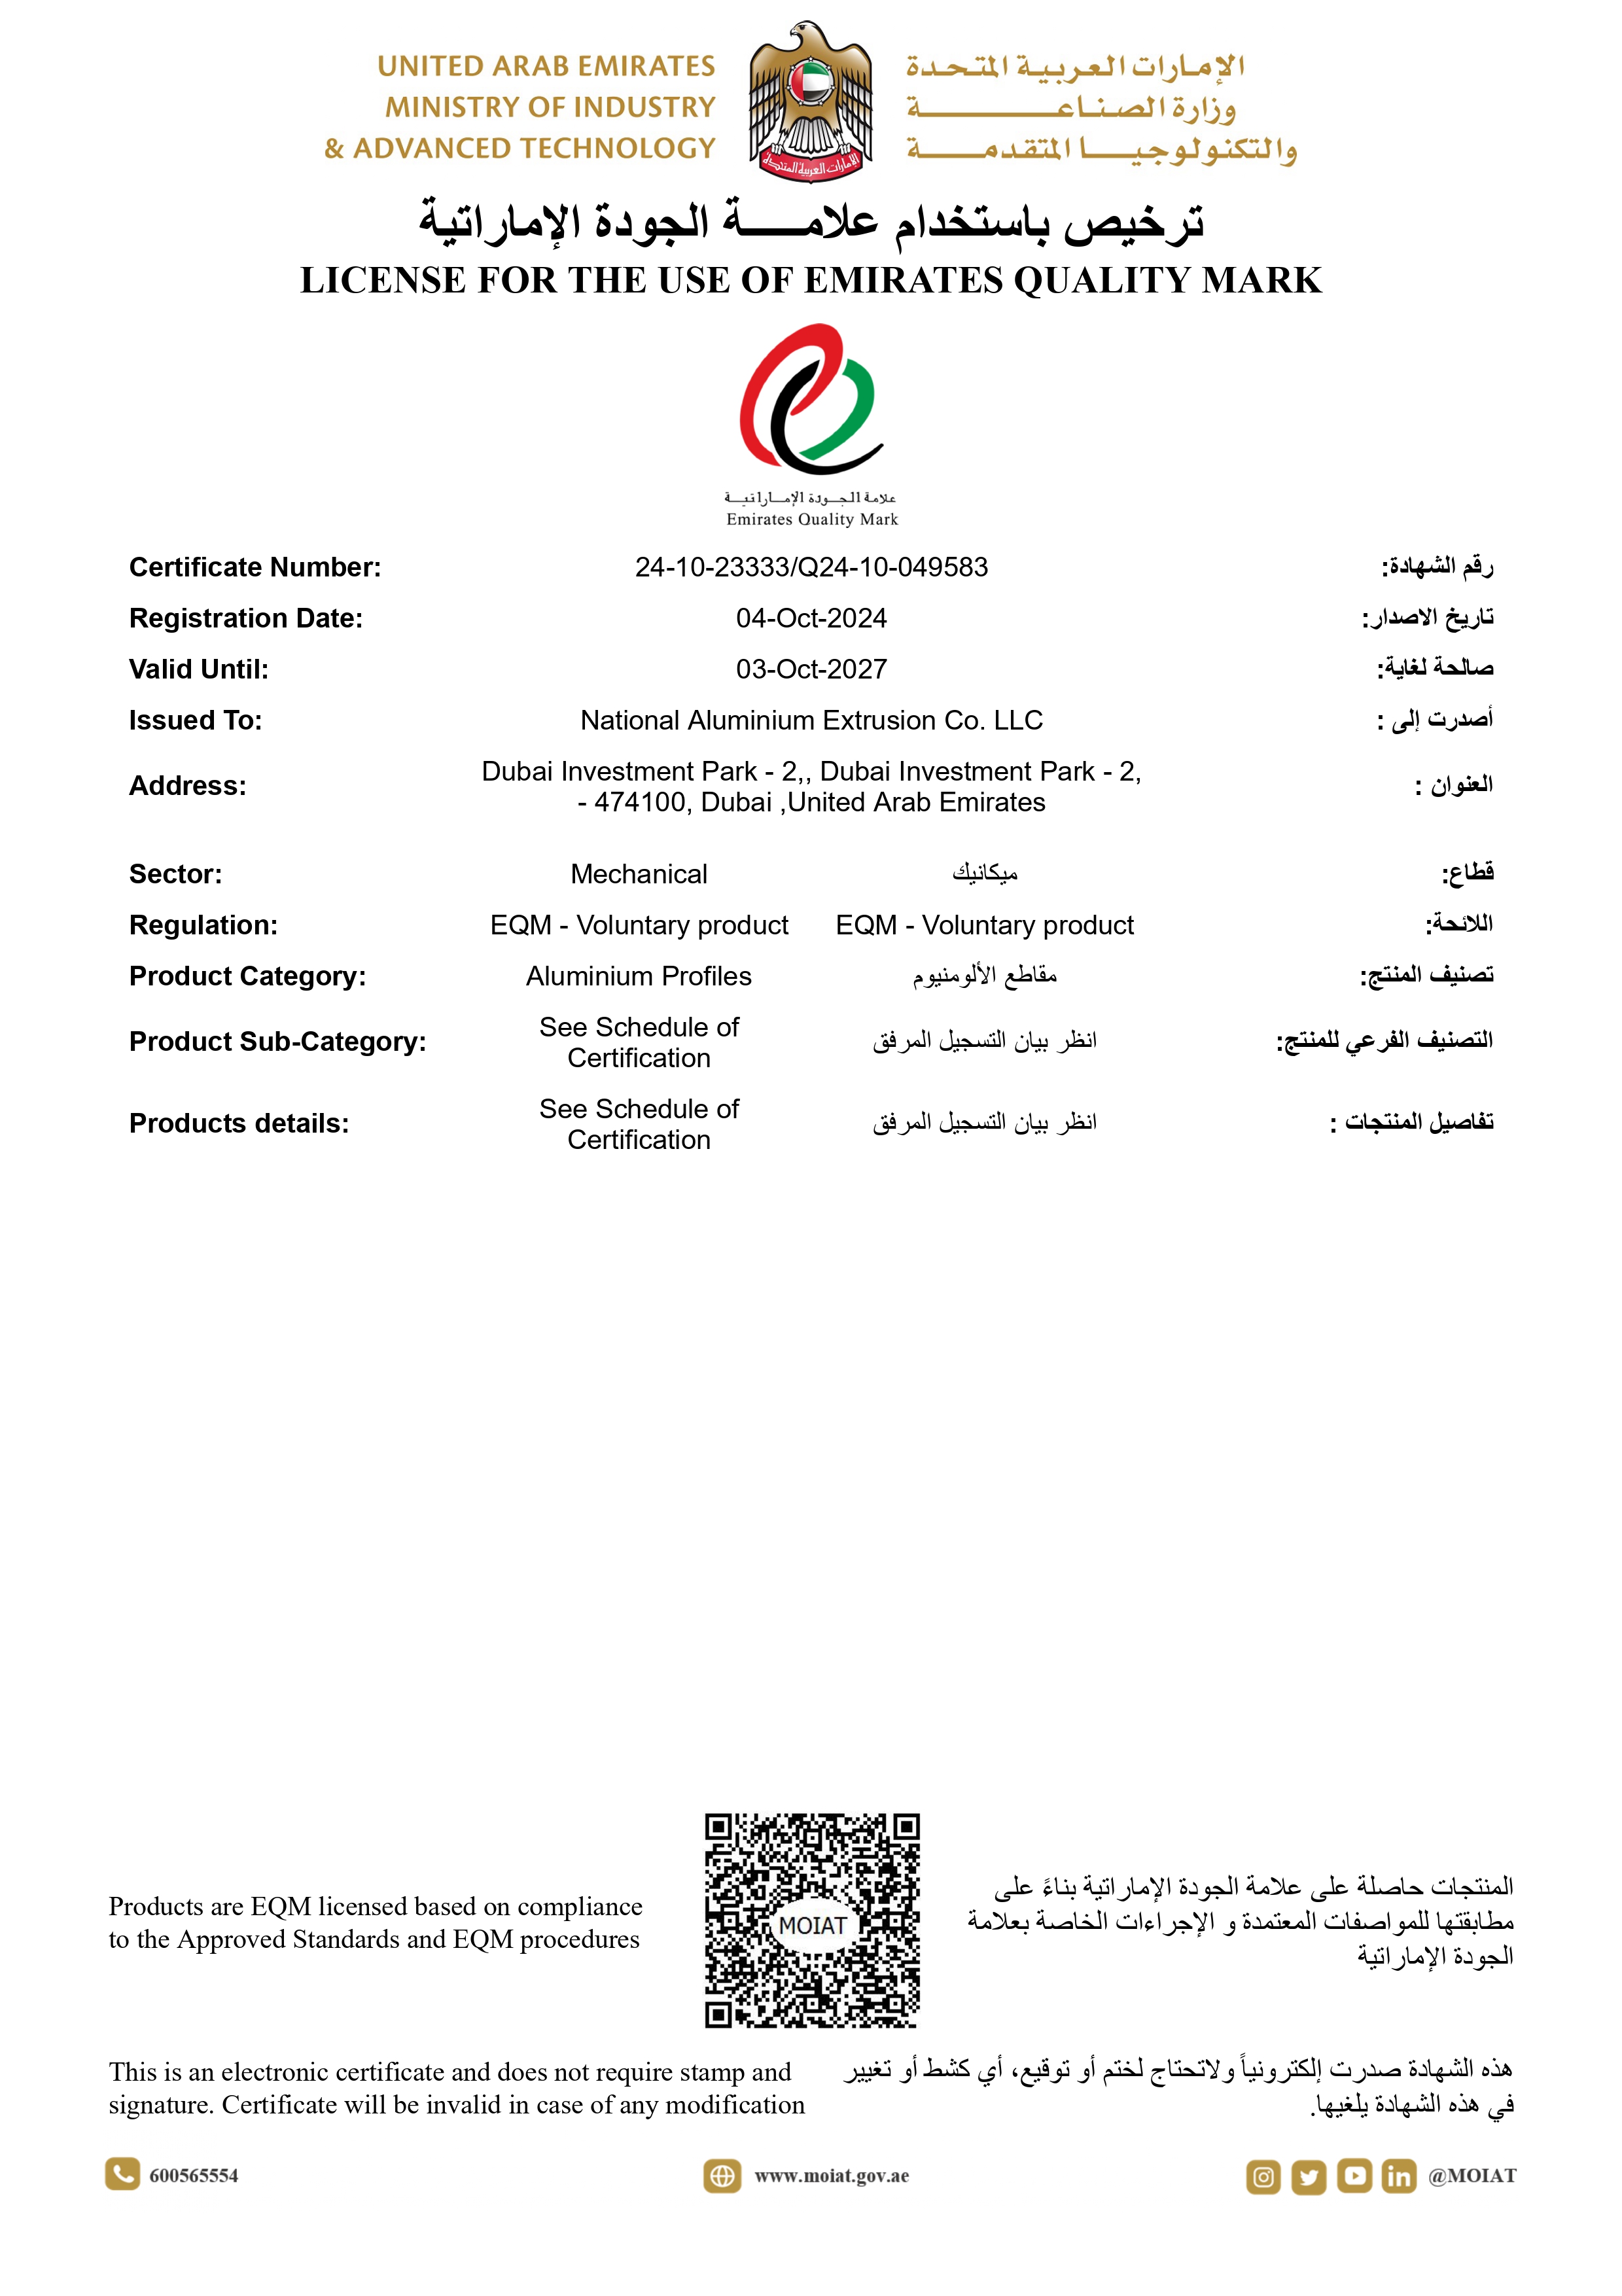 UNITED ARAB EMIRATES
MINISTRY OF INDUSTRY
& ADVANCED TECHNOLOGY
الإمارات العربية المتحدة
وزارة الصناعة
والتكنولوجيا المتقدمة
الإمارات العربية المتحدة
ترخيص باستخدام علامة الجودة الإماراتية
LICENSE FOR THE USE OF EMIRATES QUALITY MARK
علامة الجودة الإماراتية
Emirates Quality Mark
Certificate Number: 24-10-23333/Q24-10-049583 رقم الشهادة:
Registration Date: 04-Oct-2024 تاريخ الاصدار:
Valid Until: 03-Oct-2027 صالحة لغاية:
Issued To: National Aluminium Extrusion Co. LLC أصدرت إلى :
Address: Dubai Investment Park - 2,, Dubai Investment Park - 2, العنوان :
- 474100, Dubai ,United Arab Emirates
Sector: Mechanical ميكانيك قطاع:
Regulation: EQM - Voluntary product EQM - Voluntary product اللائحة:
Product Category: Aluminium Profiles مقاطع الألومنيوم تصنيف المنتج:
Product Sub-Category: See Schedule of انظر بيان التسجيل المرفق التصنيف الفرعي للمنتج:
Certification
Products details: See Schedule of انظر بيان التسجيل المرفق تفاصيل المنتجات :
Certification
Products are EQM licensed based on compliance
to the Approved Standards and EQM procedures
MOIAT
المنتجات حاصلة على علامة الجودة الإماراتية بناءً على
مطابقتها للمواصفات المعتمدة و الإجراءات الخاصة بعلامة
الجودة الإماراتية
This is an electronic certificate and does not require stamp and
signature. Certificate will be invalid in case of any modification
هذه الشهادة صدرت إلكترونياً ولاتحتاج لختم أو توقيع، أي كشط أو تغيير
في هذه الشهادة يلغيها.
600565554
www.moiat.gov.ae
@MOIAT